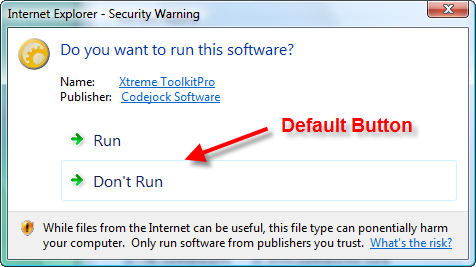 Internet Explorer - Security Warning
Do you want to run this software?
Name: Xtreme ToolkitPro
Publisher: Codejock Software
Default Button
Run
Don't Run
While files from the Internet can be useful, this file type can ponentially harm
your computer. Only run software from publishers you trust. What's the risk?